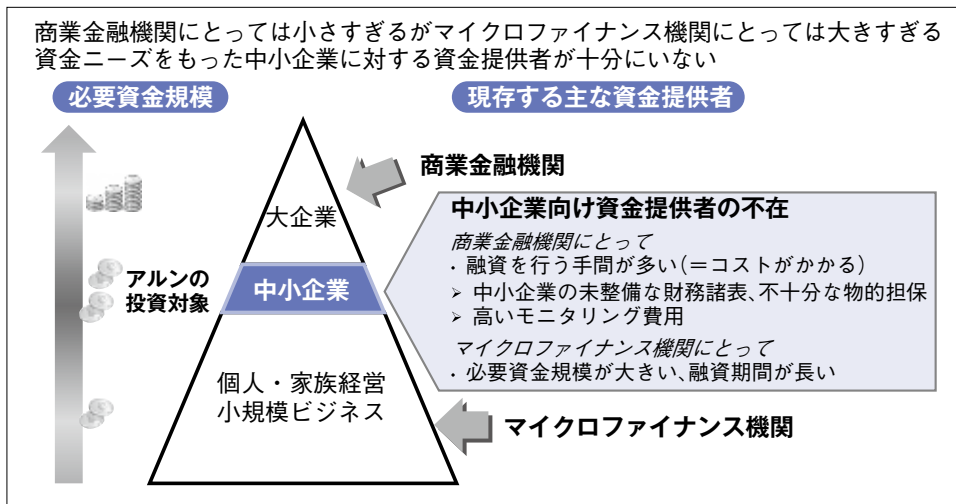 商業金融機関にとっては小さすぎるがマイクロファイナンス機関にとっては大きすぎる
資金ニーズをもった中小企業に対する資金提供者が十分にいない
必要資金規模
現存する主な資金提供者
商業金融機関
大企業
アルンの
投資対象
中小企業
中小企業向け資金提供者の不在
商業金融機関にとって
・融資を行う手間が多い（＝コストがかかる）
➢ 中小企業の未整備な財務諸表、不十分な物的担保
➢ 高いモニタリング費用
マイクロファイナンス機関にとって
・必要資金規模が大きい、融資期間が長い
個人・家族経営
小規模ビジネス
マイクロファイナンス機関